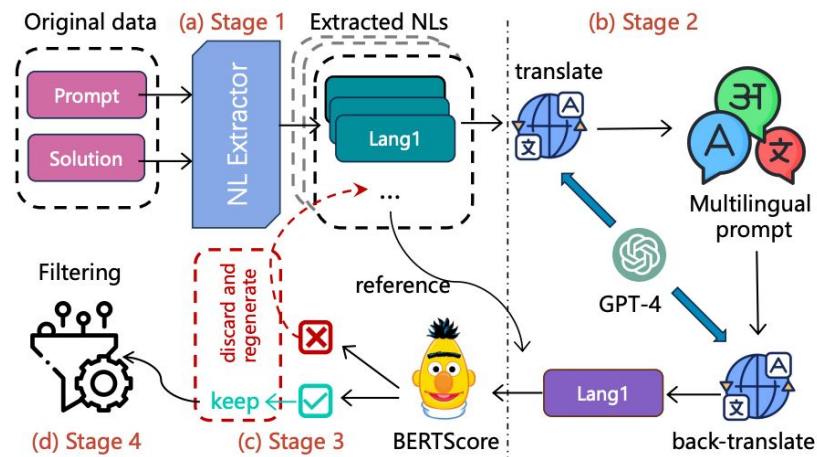 Original data
(a) Stage 1
Extracted NLs
(b) Stage 2
Prompt
Solution
NL Extractor
Lang1
...
translate
A
文
अ
A
文
Multilingual
prompt
GPT-4
reference
Filtering
discard and
regenerate
keep
BERTScore
Lang1
A
文
back-translate
(d) Stage 4
(c) Stage 3